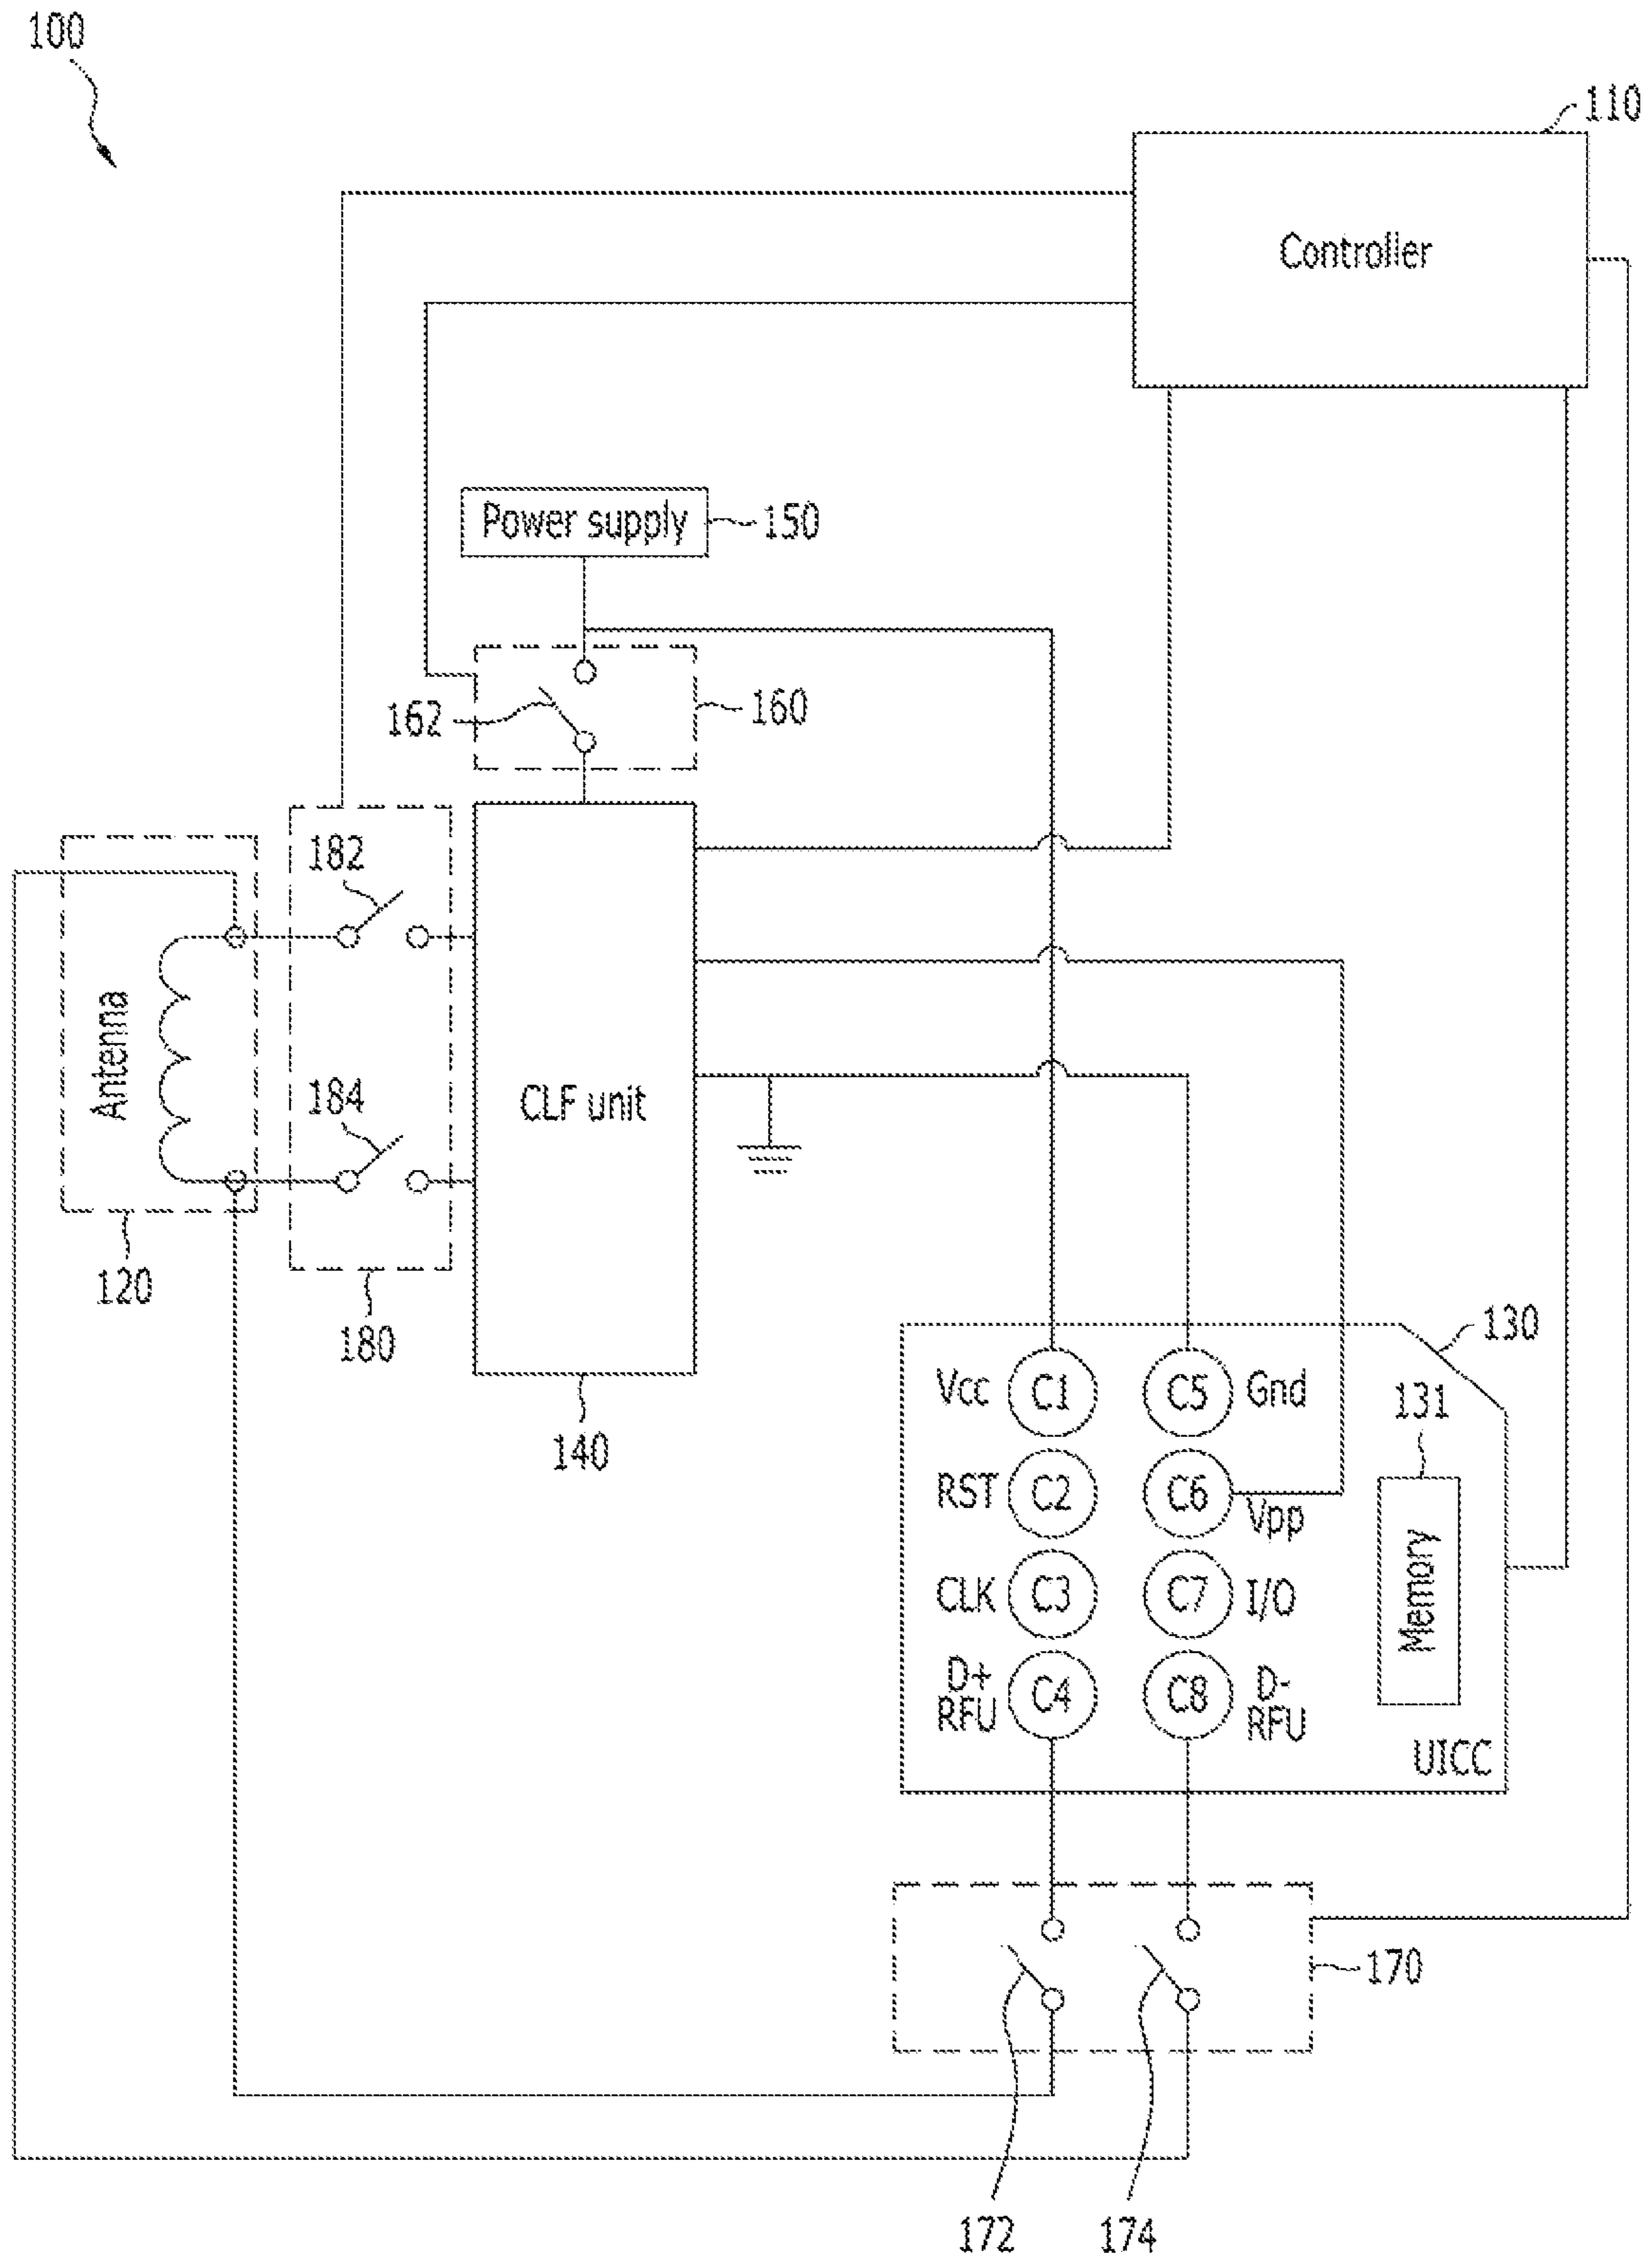 100
110
Controller
Power supply
150
162
160
182
Antenna
184
CLF unit
120
180
140
130
131
Vcc
C1
C5
Gnd
RST
C2
C6
Vpp
CLK
C3
C7
I/O
Memory
D+
RFU
C4
C8
D-
RFU
UICC
170
172
174